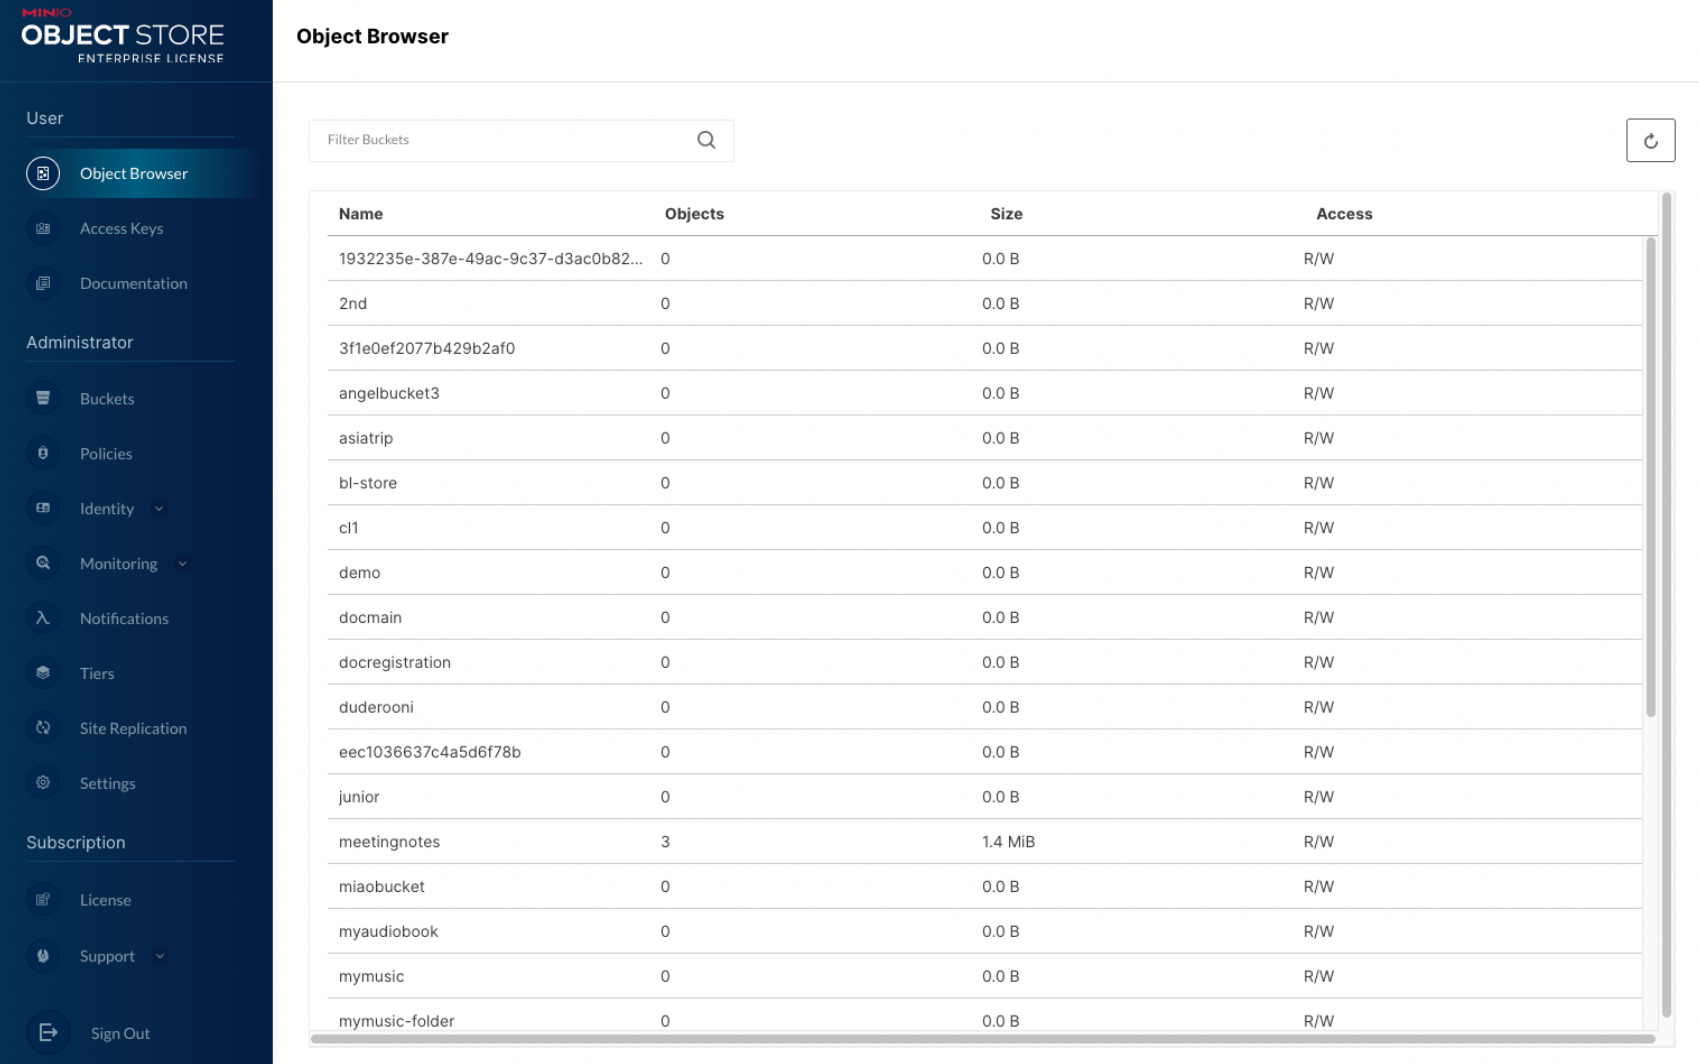 MINIO
OBJECT STORE
ENTERPRISE LICENSE
User
Object Browser
Access Keys
Documentation
Administrator
Buckets
Policies
Identity
Monitoring
Notifications
Tiers
Site Replication
Settings
Subscription
License
Support
Sign Out
Object Browser
Filter Buckets
Name Objects Size Access
1932235e-387e-49ac-9c37-d3ac0b82... 0 0.0 B R/W
2nd 0 0.0 B R/W
3f1e0ef2077b429b2af0 0 0.0 B R/W
angelbucket3 0 0.0 B R/W
asiatrip 0 0.0 B R/W
bl-store 0 0.0 B R/W
cl1 0 0.0 B R/W
demo 0 0.0 B R/W
docmain 0 0.0 B R/W
docregistration 0 0.0 B R/W
duderooni 0 0.0 B R/W
eec1036637c4a5d6f78b 0 0.0 B R/W
junior 0 0.0 B R/W
meetingnotes 3 1.4 MiB R/W
miaobucket 0 0.0 B R/W
myaudiobook 0 0.0 B R/W
mymusic 0 0.0 B R/W
mymusic-folder 0 0.0 B R/W